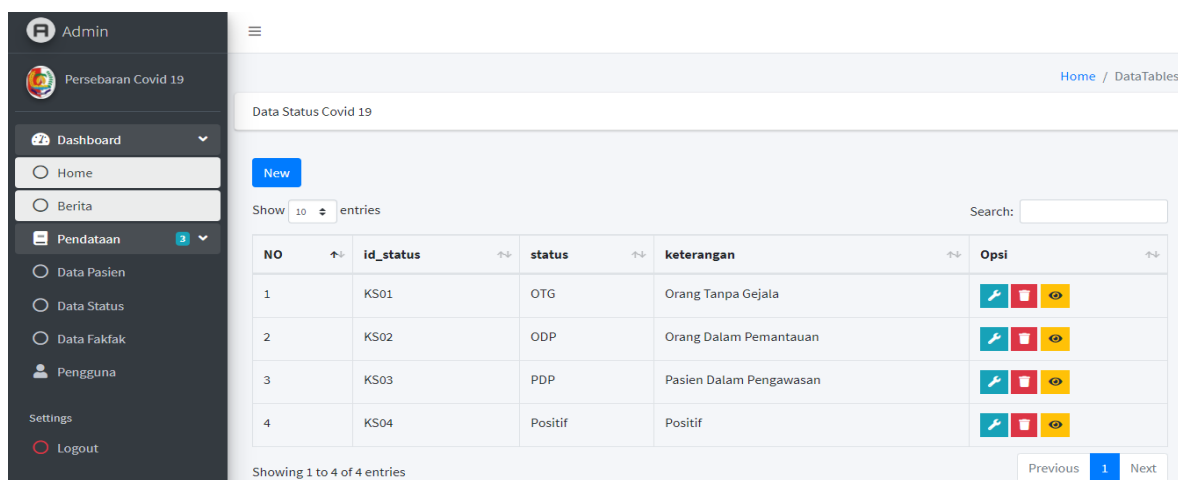 Admin
Persebaran Covid 19
Dashboard
Home
Berita
Pendataan 3
Data Pasien
Data Status
Data Fakfak
Pengguna
Settings
Logout
Home / DataTables
Data Status Covid 19
New
Show 10 entries
Search:
NO id_status status keterangan Opsi
1 KS01 OTG Orang Tanpa Gejala
2 KS02 ODP Orang Dalam Pemantauan
3 KS03 PDP Pasien Dalam Pengawasan
4 KS04 Positif Positif
Showing 1 to 4 of 4 entries
Previous 1 Next